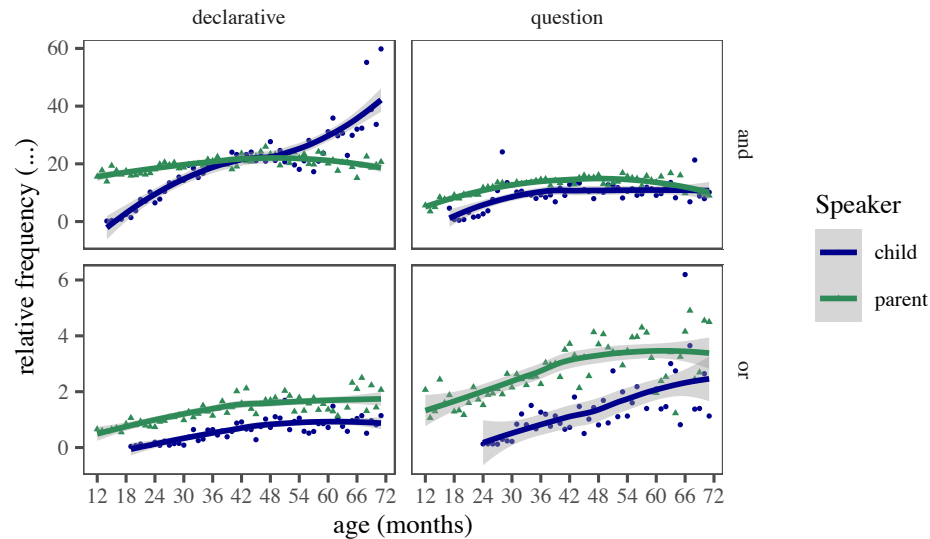 declarative
question
60
40
20
0
and
6
4
2
0
or
relative frequency (...)
12 18 24 30 36 42 48 54 60 66 72
12 18 24 30 36 42 48 54 60 66 72
age (months)
Speaker
child
parent